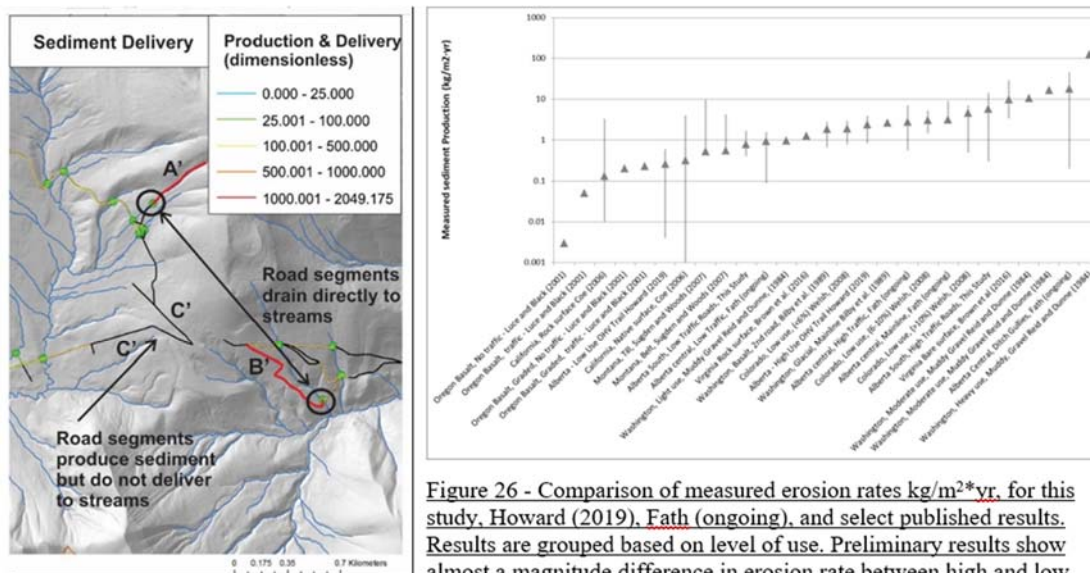 Sediment Delivery
Production & Delivery
(dimensionless)
0.000 - 25.000
25.001 - 100.000
100.001 - 500.000
500.001 - 1000.000
1000.001 - 2049.175
A'
Road segments
drain directly to
streams
C'
C'
B'
Road segments
produce sediment
but do not deliver
to streams
0 0.175 0.35 0.7 Kilometers
Measured sediment Production (kg/m2-yr)
1000
100
10
1
0.1
0.01
0.001
Oregon Basalt No traffic - Luce and Black (2001)
Oregon Basalt, traffic - Luce and Black (2001)
California, Rock surface Coe (2006)
Oregon Basalt, Graded, No traffic - Luce and Black (2001)
Oregon Basalt, Graded, traffic - Luce and Black (2001)
Alberta - Low Use OHV Trail Howard (2019)
California, Native surface, Coe (2006)
Montana, Till, Sugden and Woods (2007)
Montana, Belt, Sugden and Woods (2007)
Alberta South, Low Traffic Roads- This Study
Alberta central, Low Traffic, Fath (ongoing)
Washington, Light use, Muddy Gravel Reid and Dunne, (1984)
Virginia Rock surface, Brown et al (2016)
Washington, Basalt, 2nd road, Bilby et al (1989)
Colorado, Low use, (<6%) Welsh, (2008)
Alberta - High Use OHV Trail Howard (2019)
Washington, Glacial, Mainline Bilby et al (1989)
Alberta central, High Traffic, Fath (ongoing)
Colorado, Low use, (6- 10%) Welsh, (2008)
Alberta central, Mainline, Fath (ongoing)
Colorado, Low use, (>10%) Welsh, (2008)
Alberta South, High Traffic, Roads- This Study
Virginia Bare surface, Brown et al (2016)
Washington, Moderate use, Muddy Gravel Reid and Dunne (1984)
Washington, Moderate use, Muddy Gravel Reid and Dunne (1984)
Alberta Central, Ditch Gullies, Fath (ongoing)
Washington, Heavy use, Muddy, Gravel Reid and Dunne (1984)
Figure 26 - Comparison of measured erosion rates kg/m²*yr, for this
study, Howard (2019), Fath (ongoing), and select published results.
Results are grouped based on level of use. Preliminary results show
almost a magnitude difference in erosion rate between high and low